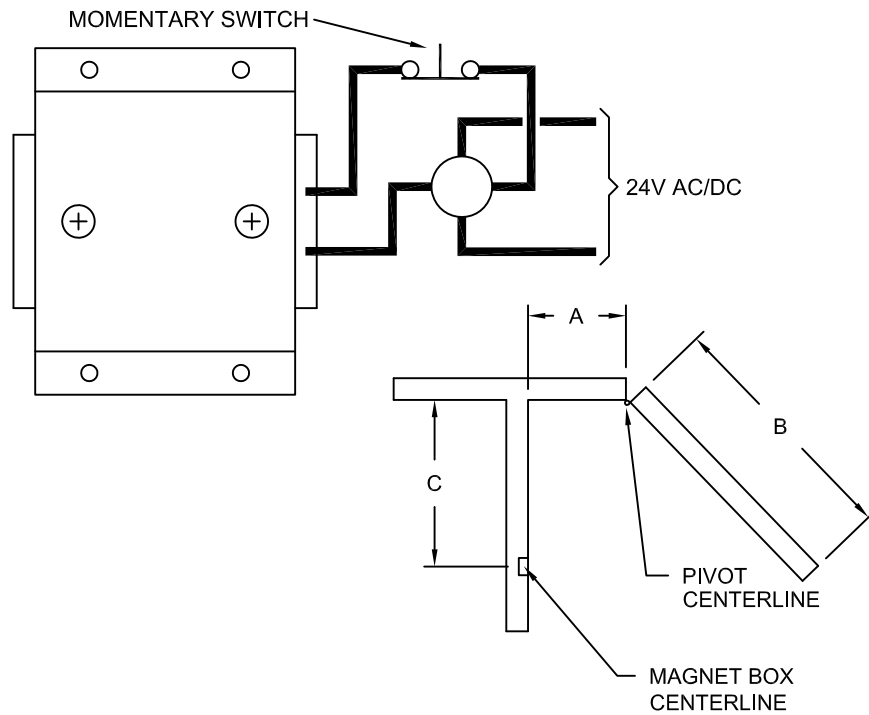 MOMENTARY SWITCH
24V AC/DC
A
B
C
PIVOT
CENTERLINE
MAGNET BOX
CENTERLINE